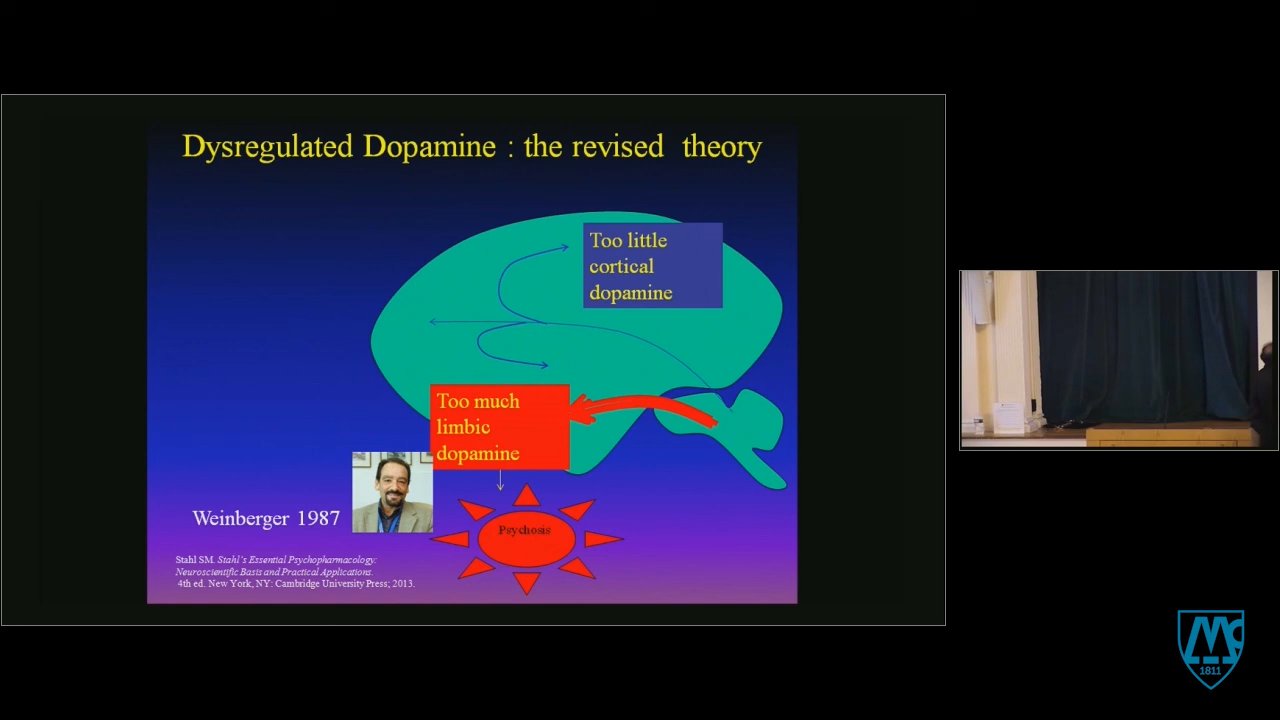 Dysregulated Dopamine : the revised theory
Too little
cortical
dopamine
Too much
limbic
dopamine
Psychosis
Weinberger 1987
Stahl SM. Stahl's Essential Psychopharmacology:
Neuroscientific Basis and Practical Applications.
4th ed. New York, NY: Cambridge University Press; 2013.
Mc
1811